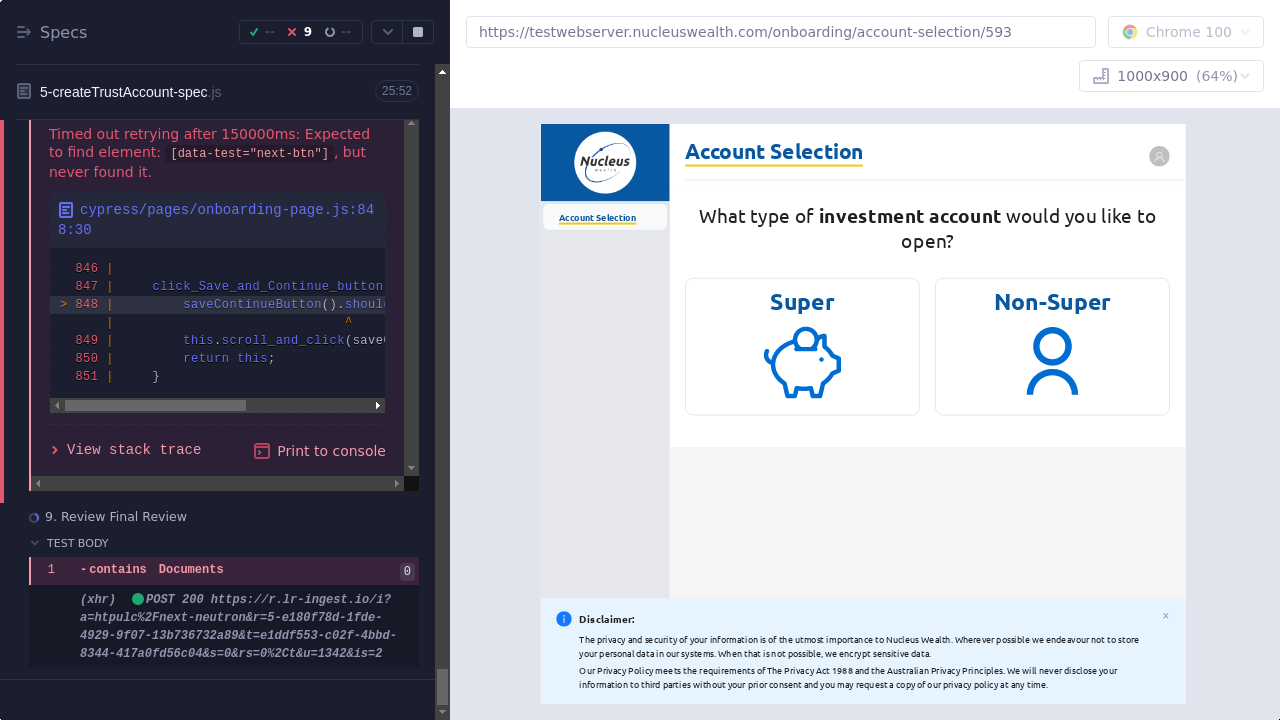 Specs
--
9
--
5-createTrustAccount-spec.js
25:52
Timed out retrying after 150000ms: Expected
to find element: [data-test="next-btn"], but
never found it.
cypress/pages/onboarding-page.js:84
8:30
846 |
847 | click_Save_and_Continue_button
> 848 | saveContinueButton().shoul
| ^
849 | this.scroll_and_click(save
850 | return this;
851 | }
View stack trace
Print to console
9. Review Final Review
TEST BODY
1 -contains Documents 0
(xhr) POST 200 https://r.lr-ingest.io/i?
a=htpulc%2Fnext-neutron&r=5-e180f78d-1fde-
4929-9f07-13b736732a89&t=e1ddf553-c02f-4bbd-
8344-417a0fd56c04&s=0&rs=0%2Ct&u=1342&is=2
https://testwebserver.nucleuswealth.com/onboarding/account-selection/593
Chrome 100
1000x900 (64%)
Nucleus
Wealth
Account Selection
Account Selection
What type of investment account would you like to
open?
Super
Non-Super
Disclaimer:
×
The privacy and security of your information is of the utmost importance to Nucleus Wealth. Wherever possible we endeavour not to store
your personal data in our systems. When that is not possible, we encrypt sensitive data.
Our Privacy Policy meets the requirements of The Privacy Act 1988 and the Australian Privacy Principles. We will never disclose your
information to third parties without your prior consent and you may request a copy of our privacy policy at any time.